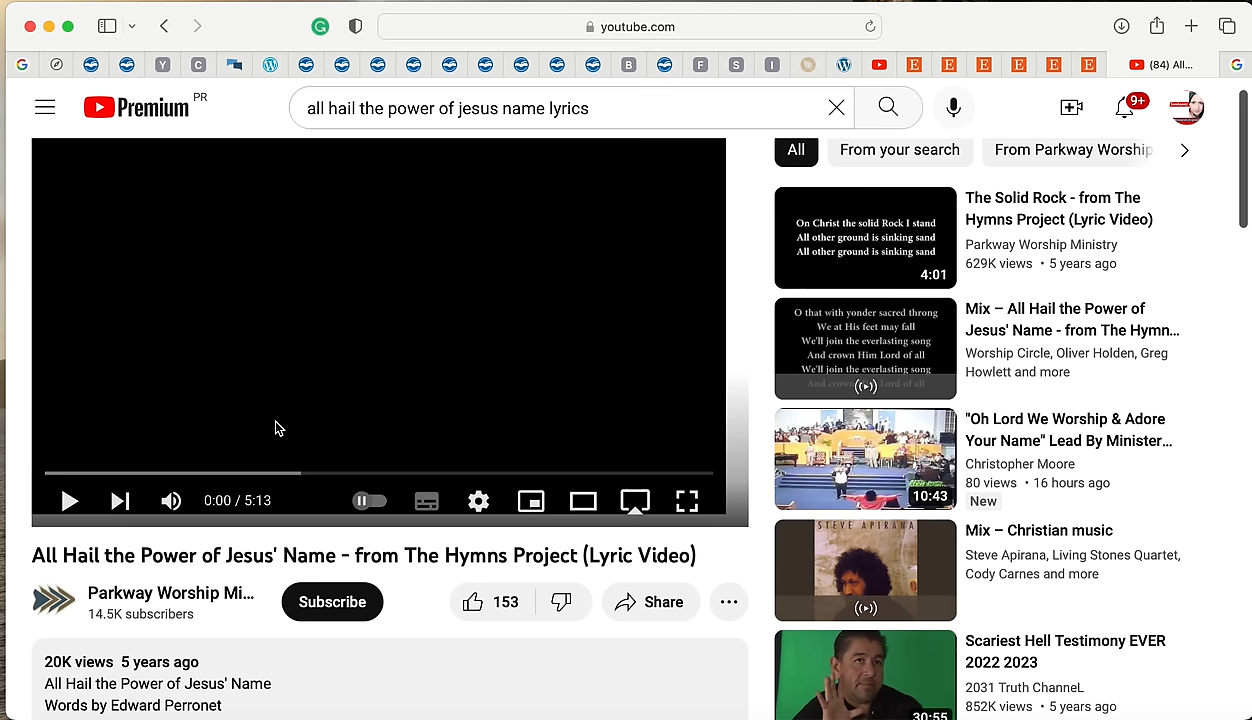 youtube.com
(84) All...
Premium PR
all hail the power of jesus name lyrics
9+
All
From your search
From Parkway Worship
0:00 / 5:13
All Hail the Power of Jesus' Name - from The Hymns Project (Lyric Video)
Parkway Worship Mi...
14.5K subscribers
Subscribe
153
Share
20K views 5 years ago
All Hail the Power of Jesus' Name
Words by Edward Perronet
On Christ the solid Rock I stand
All other ground is sinking sand
All other ground is sinking sand
4:01
The Solid Rock - from The
Hymns Project (Lyric Video)
Parkway Worship Ministry
629K views • 5 years ago
O that with yonder sacred throng
We at His feet may fall
We'll join the everlasting song
And crown Him Lord of all
We'll join the everlasting song
And crown Lord of all
Mix – All Hail the Power of
Jesus' Name - from The Hymn...
Worship Circle, Oliver Holden, Greg
Howlett and more
10:43
"Oh Lord We Worship & Adore
Your Name" Lead By Minister...
Christopher Moore
80 views • 16 hours ago
New
STEVE APIRANA
Mix – Christian music
Steve Apirana, Living Stones Quartet,
Cody Carnes and more
30:55
Scariest Hell Testimony EVER
2022 2023
2031 Truth ChanneL
852K views • 5 years ago